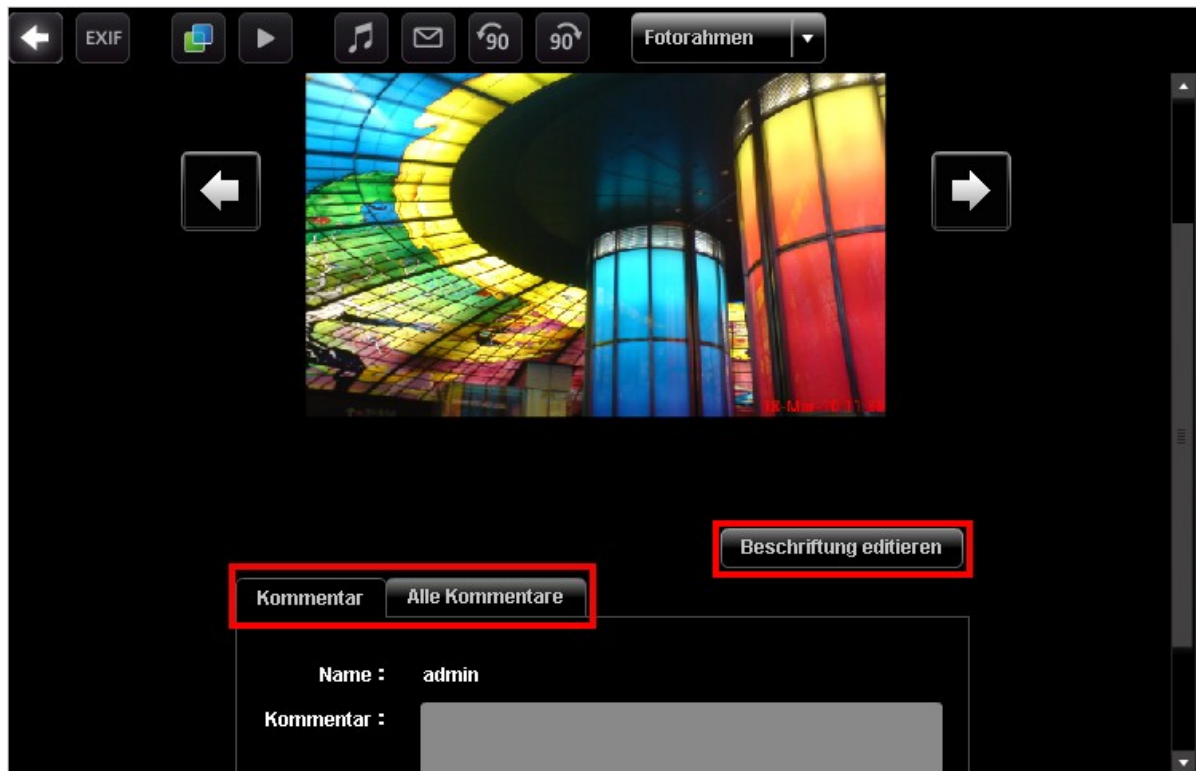 EXIF
90
90
Fotorahmen
Beschriftung editieren
Kommentar
Alle Kommentare
Name :
admin
Kommentar :